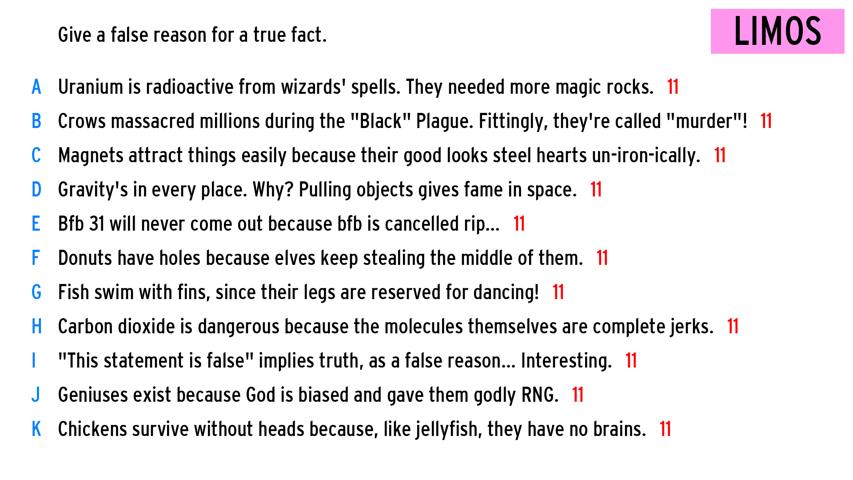 Give a false reason for a true fact.
LIMOS
A Uranium is radioactive from wizards' spells. They needed more magic rocks. 11
B Crows massacred millions during the "Black" Plague. Fittingly, they're called "murder"! 11
C Magnets attract things easily because their good looks steel hearts un-iron-ically. 11
D Gravity's in every place. Why? Pulling objects gives fame in space. 11
E Bfb 31 will never come out because bfb is cancelled rip... 11
F Donuts have holes because elves keep stealing the middle of them. 11
G Fish swim with fins, since their legs are reserved for dancing! 11
H Carbon dioxide is dangerous because the molecules themselves are complete jerks. 11
I "This statement is false" implies truth, as a false reason... Interesting. 11
J Geniuses exist because God is biased and gave them godly RNG. 11
K Chickens survive without heads because, like jellyfish, they have no brains. 11